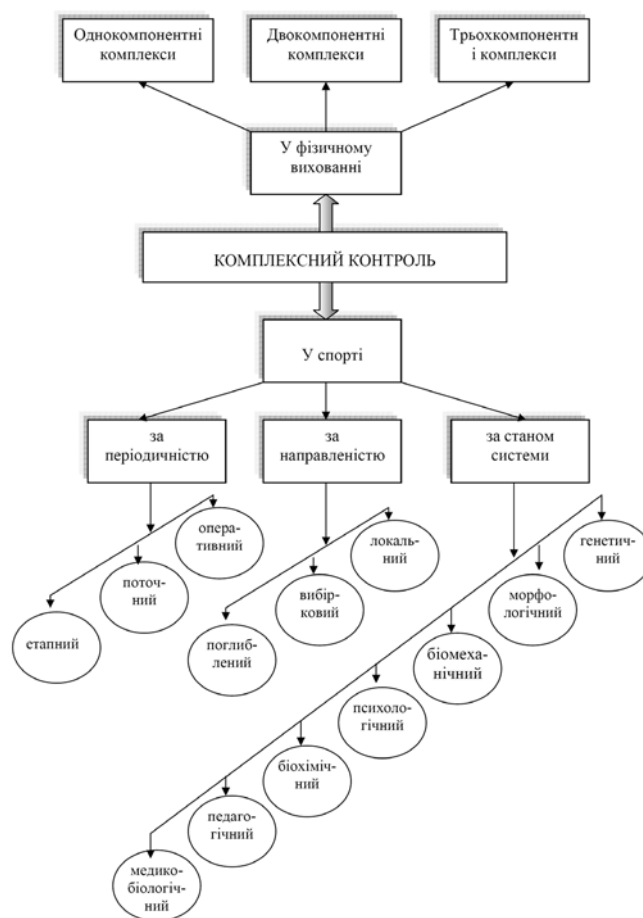 Однокомпонентні
комплекси
Двокомпонентні
комплекси
Трьохкомпонентн
і комплекси
У фізичному
вихованні
КОМПЛЕКСНИЙ КОНТРОЛЬ
У спорті
за
періодичністю
за
направленістю
за станом
системи
опера-
тивний
поточ-
ний
етапний
локаль-
ний
вибір-
ковий
поглиб-
лений
генетич-
ний
морфо-
логічний
біомеха-
нічний
психоло-
гічний
біохіміч-
ний
педаго-
гічний
медико-
біологіч-
ний